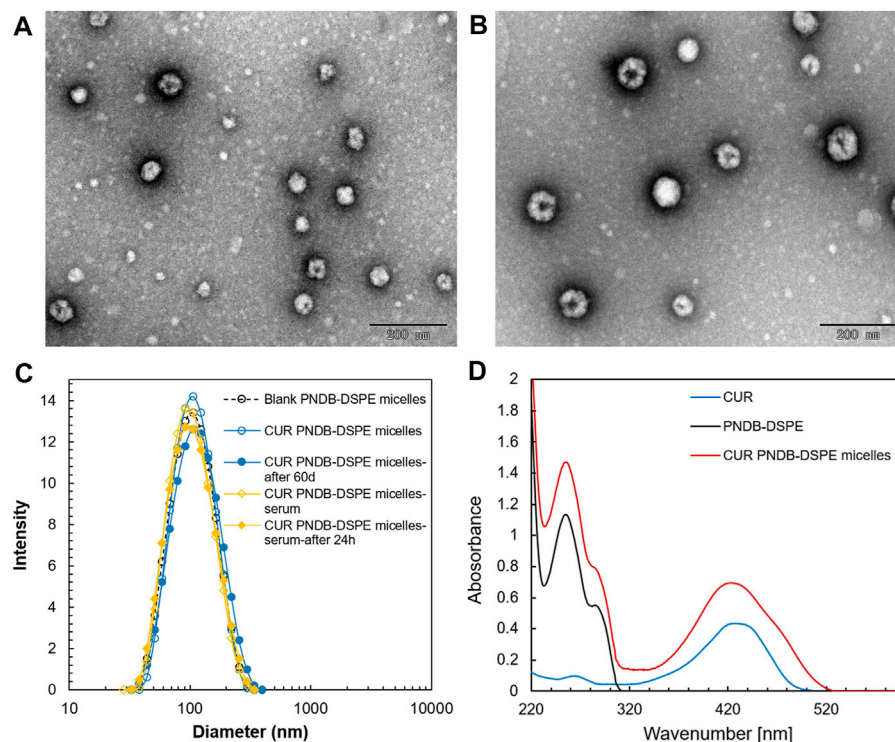 A
B
200 nm
200 nm
C
14
12
10
8
6
4
2
0
Intensity
10
100
1000
10000
Diameter (nm)
Blank PNDB-DSPE micelles
CUR PNDB-DSPE micelles
CUR PNDB-DSPE micelles-
after 60d
CUR PNDB-DSPE micelles-
serum
CUR PNDB-DSPE micelles-
serum-after 24h
D
2
1.8
1.6
1.4
1.2
1
0.8
0.6
0.4
0.2
0
Abosorbance
220
320
420
520
Wavenumber [nm]
CUR
PNDB-DSPE
CUR PNDB-DSPE micelles